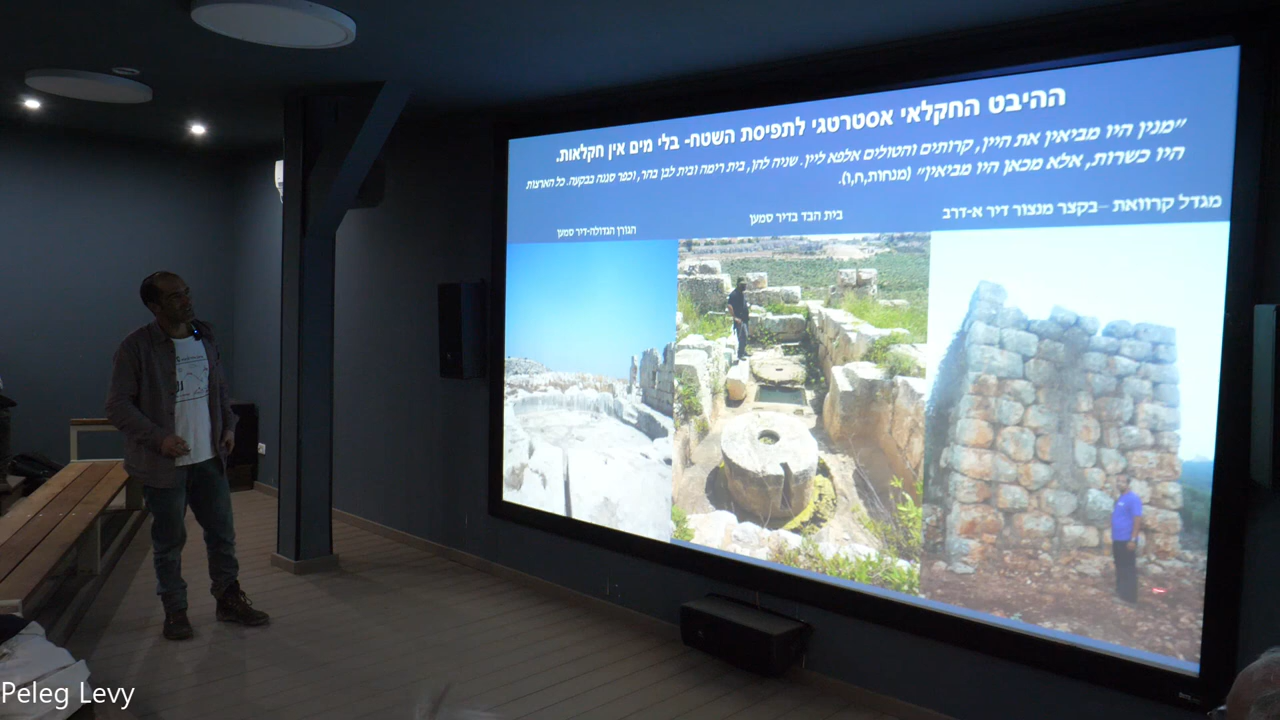 ההיבט החקלאי אסטרטגי לתפיסת השטח- בלי מים אין חקלאות.
"מנין היו מביאין את היין, קרותים והטולים אלפא ליין. שניה להן, בית רימה ובית לבן בהר, וכפר סגנה בבקעה. כל הארצות
היו כשרות, אלא מכאן היו מביאין" (מנחות,ח,ו).
מגדל קרוואת –בקצר מנצור דיר א-דרב
בית הבד בדיר סמען
הגורן הגדולה-דיר סמען
Peleg Levy